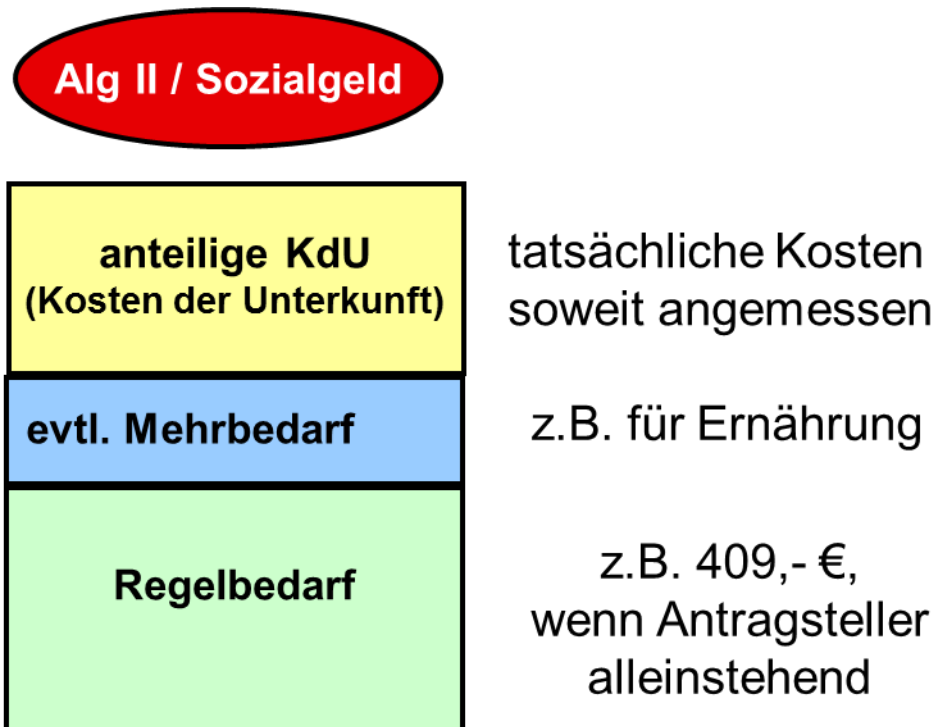 Alg II / Sozialgeld
anteilige KdU
(Kosten der Unterkunft)
tatsächliche Kosten
soweit angemessen
evtl. Mehrbedarf
z.B. für Ernährung
Regelbedarf
z.B. 409,- €,
wenn Antragsteller
alleinstehend